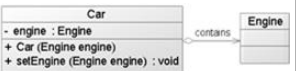 Car
- engine : Engine
+ Car (Engine engine)
+ setEngine (Engine engine) : void
contains
Engine